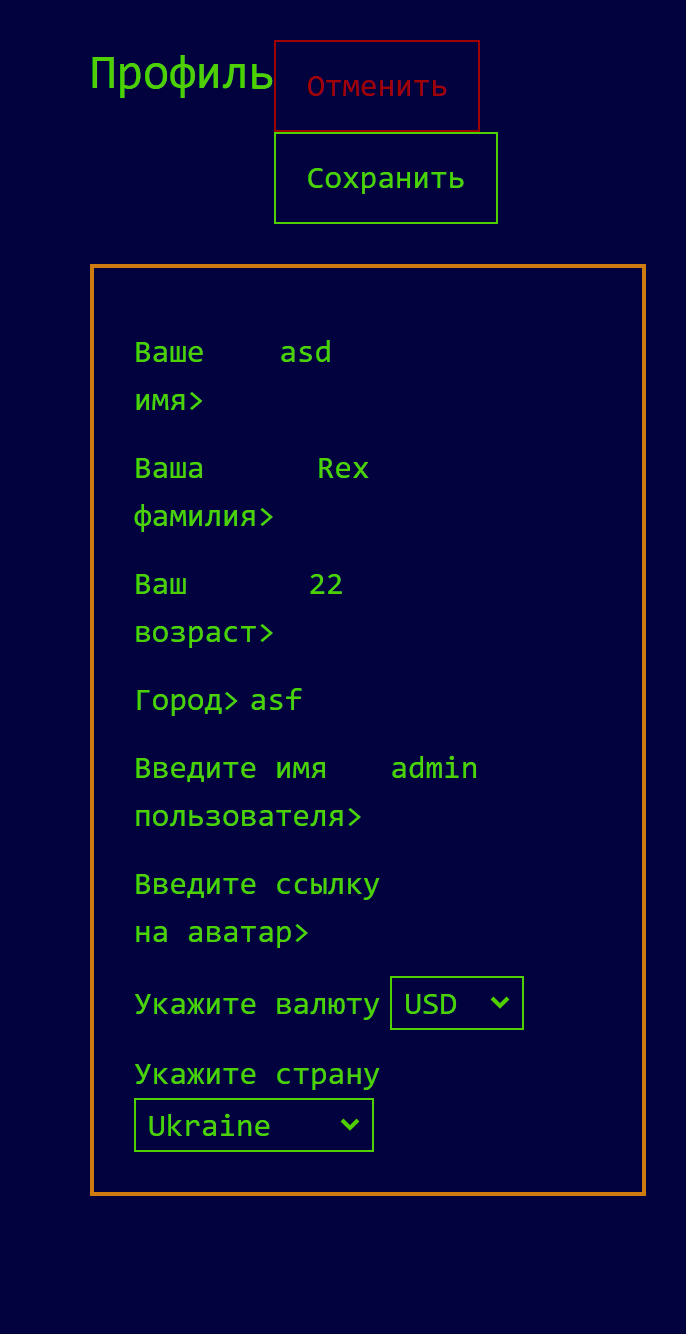 Профиль
Отменить
Сохранить
Ваше asd
имя>
Ваша Rex
фамилия>
Ваш 22
возраст>
Город> asf
Введите имя admin
пользователя>
Введите ссылку
на аватар>
Укажите валюту USD
Укажите страну
Ukraine